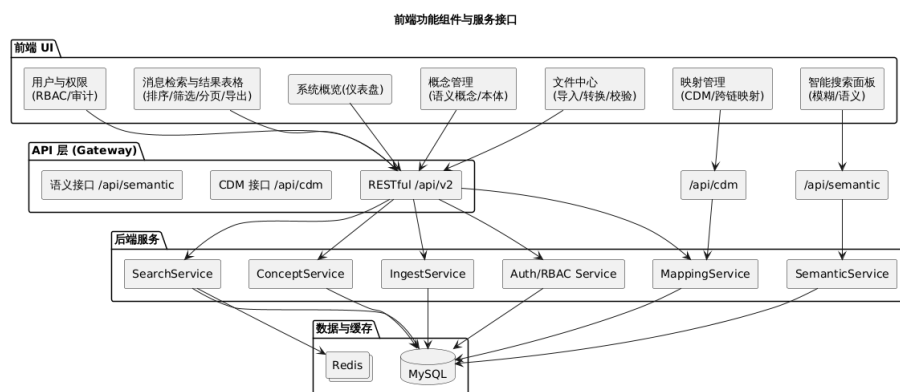 前端功能组件与服务接口
前端 UI
用户与权限
(RBAC/审计)
消息检索与结果表格
(排序/筛选/分页/导出)
系统概览(仪表盘)
概念管理
(语义概念/本体)
文件中心
(导入/转换/校验)
映射管理
(CDM/跨链映射)
智能搜索面板
(模糊/语义)
API 层 (Gateway)
语义接口 /api/semantic
CDM 接口 /api/cdm
RESTful /api/v2
/api/cdm
/api/semantic
后端服务
SearchService
ConceptService
IngestService
Auth/RBAC Service
MappingService
SemanticService
数据与缓存
Redis
MySQL